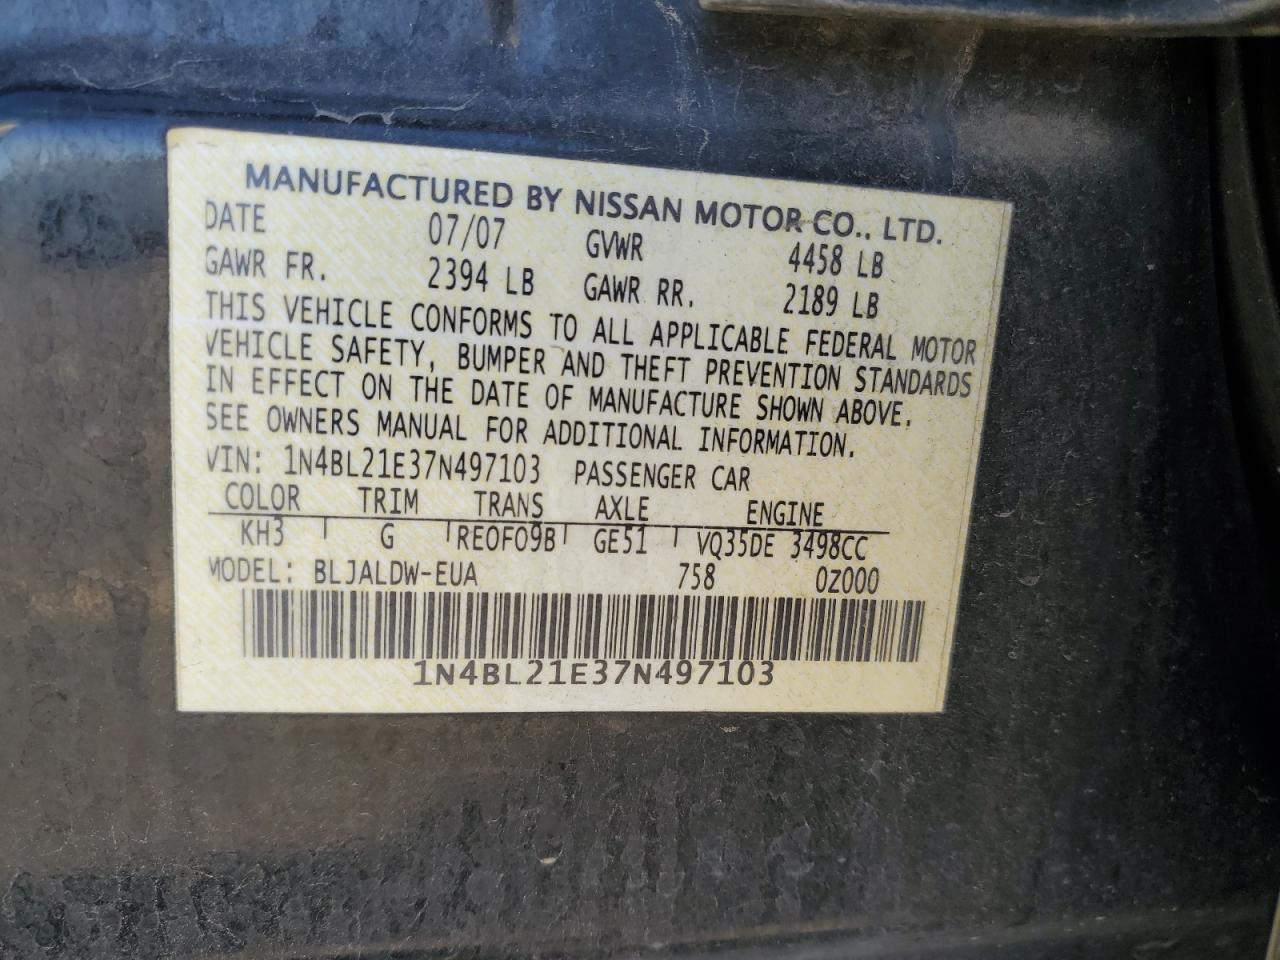 MANUFACTURED BY NISSAN MOTOR CO., LTD.
DATE 07/07 GVWR 4458 LB
GAWR FR. 2394 LB GAWR RR. 2189 LB
THIS VEHICLE CONFORMS TO ALL APPLICABLE FEDERAL MOTOR
VEHICLE SAFETY, BUMPER AND THEFT PREVENTION STANDARDS
IN EFFECT ON THE DATE OF MANUFACTURE SHOWN ABOVE.
SEE OWNERS MANUAL FOR ADDITIONAL INFORMATION.
VIN: 1N4BL21E37N497103 PASSENGER CAR
COLOR TRIM TRANS AXLE ENGINE
KH3 G RE0F09B GE51 VQ35DE 3498CC
MODEL: BLJALDW-EUA 758 0Z000
1N4BL21E37N497103